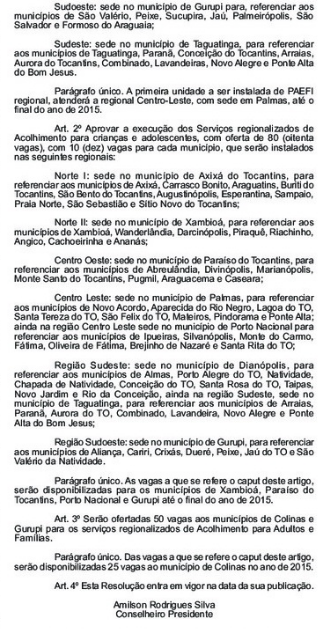 Sudoeste: sede no município de Gurupi para, referenciar aos
municípios de São Valério, Peixe, Sucupira, Jaú, Palmeirópolis, São
Salvador e Formoso do Araguaia;
Sudeste: sede no município de Taguatinga, para referenciar
aos municípios de Taguatinga, Paranã, Conceição do Tocantins, Arraias,
Aurora do Tocantins, Combinado, Lavandeiras, Novo Alegre e Ponte Alta
do Bom Jesus.
Parágrafo único. A primeira unidade a ser instalada de PAEFI
regional, atenderá a regional Centro-Leste, com sede em Palmas, até o
final do ano de 2015.
Art. 2º Aprovar a execução dos Serviços regionalizados de
Acolhimento para crianças e adolescentes, com oferta de 80 (oitenta
vagas), com 10 (dez) vagas para cada município, que serão instalados
nas seguintes regionais:
Norte I: sede no município de Axixá do Tocantins, para
referenciar aos municípios de Axixá, Carrasco Bonito, Araguatins, Buriti do
Tocantins, São Bento do Tocantins, Augustinópolis, Esperantina, Sampaio,
Praia Norte, São Sebastião e Sítio Novo do Tocantins;
Norte II: sede no município de Xambioá, para referenciar aos
municípios de Xambioá, Wanderlândia, Darcinópolis, Piraquê, Riachinho,
Angico, Cachoeirinha e Ananás;
Centro Oeste: sede no município de Paraíso do Tocantins, para
referenciar aos municípios de Abreulândia, Divinópolis, Marianópolis,
Monte Santo do Tocantins, Pugmil, Araguacema e Caseara;
Centro Leste: sede no município de Palmas, para referenciar
aos municípios de Novo Acordo, Aparecida do Rio Negro, Lagoa do TO,
Santa Tereza do TO, São Felix do TO, Mateiros, Pindorama e Ponte Alta;
ainda na região Centro Leste sede no município de Porto Nacional para
referenciar aos municípios de Ipueiras, Silvanópolis, Monte do Carmo,
Fátima, Oliveira de Fátima, Brejinho de Nazaré e Santa Rita do TO;
Região Sudeste: sede no município de Dianópolis, para
referenciar aos municípios de Almas, Porto Alegre do TO, Natividade,
Chapada de Natividade, Conceição do TO, Santa Rosa do TO, Taipas,
Novo Jardim e Rio da Conceição, ainda na região Sudeste, sede no
município de Taguatinga, para referenciar aos municípios de Arraias,
Paranã, Aurora do TO, Combinado, Lavandeira, Novo Alegre e Ponte
Alta do Bom Jesus;
Região Sudoeste: sede no município de Gurupi, para referenciar
aos municípios de Aliança, Cariri, Crixás, Dueré, Peixe, Jaú do TO e São
Valério da Natividade.
Parágrafo único. As vagas a que se refere o caput deste artigo,
serão disponibilizadas para os municípios de Xambioá, Paraíso do
Tocantins, Porto Nacional e Gurupi até o final do ano de 2015.
Art. 3º Serão ofertadas 50 vagas aos municípios de Colinas e
Gurupi para os serviços regionalizados de Acolhimento para Adultos e
Famílias.
Parágrafo único. Das vagas a que se refere o caput deste artigo,
serão disponibilizadas 25 vagas ao município de Colinas no ano de 2015.
Art. 4º Esta Resolução entra em vigor na data da sua publicação.
Amilson Rodrigues Silva
Conselheiro Presidente